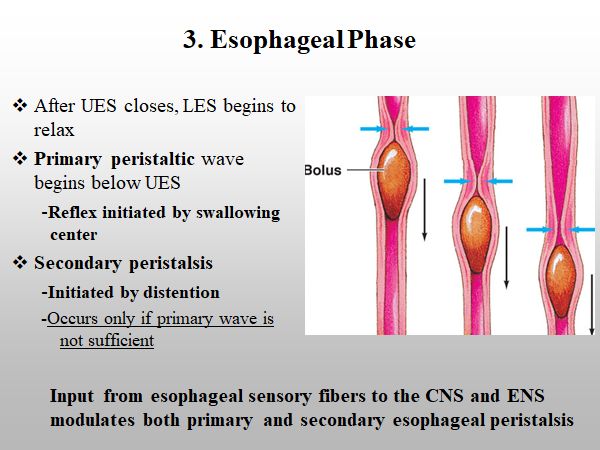 3. Esophageal Phase
❖ After UES closes, LES begins to
relax
❖ Primary peristaltic wave
begins below UES
-Reflex initiated by swallowing
center
❖ Secondary peristalsis
-Initiated by distention
-Occurs only if primary wave is
not sufficient
Bolus
Input from esophageal sensory fibers to the CNS and ENS
modulates both primary and secondary esophageal peristalsis